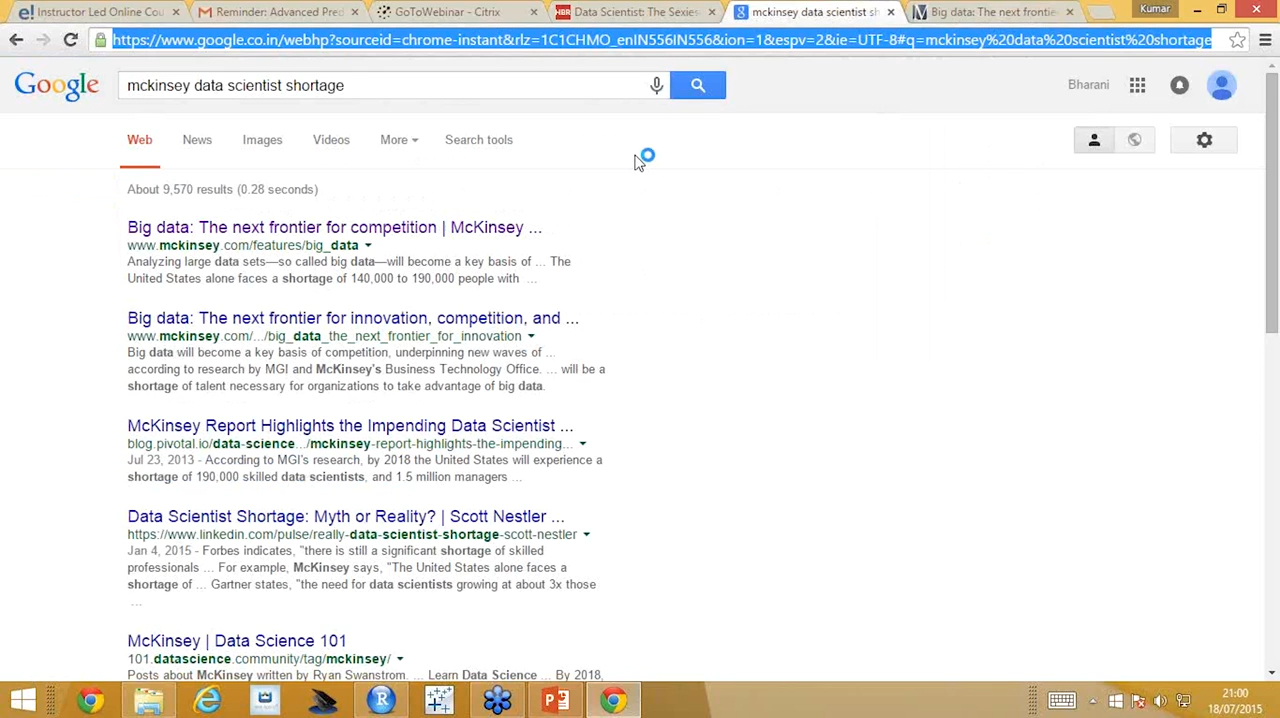 Instructor Led Online Cou
Reminder: Advanced Pred
GoToWebinar - Citrix
Data Scientist: The Sexies
mckinsey data scientist sh
Big data: The next frontie
Kumar
https://www.google.co.in/webhp?sourceid=chrome-instant&rlz=1C1CHMO_enIN556IN556&ion=1&espv=2&ie=UTF-8#q=mckinsey%20data%20scientist%20shortage
Google
mckinsey data scientist shortage
Bharani
Web News Images Videos More Search tools
About 9,570 results (0.28 seconds)
Big data: The next frontier for competition | McKinsey ...
www.mckinsey.com/features/big_data
Analyzing large data sets—so called big data—will become a key basis of ... The
United States alone faces a shortage of 140,000 to 190,000 people with ...
Big data: The next frontier for innovation, competition, and ...
www.mckinsey.com/.../big_data_the_next_frontier_for_innovation
Big data will become a key basis of competition, underpinning new waves of ...
according to research by MGI and McKinsey's Business Technology Office. ... will be a
shortage of talent necessary for organizations to take advantage of big data.
McKinsey Report Highlights the Impending Data Scientist ...
blog.pivotal.io/data-science.../mckinsey-report-highlights-the-impending...
Jul 23, 2013 - According to MGI's research, by 2018 the United States will experience a
shortage of 190,000 skilled data scientists, and 1.5 million managers ...
Data Scientist Shortage: Myth or Reality? | Scott Nestler ...
https://www.linkedin.com/pulse/really-data-scientist-shortage-scott-nestler
Jan 4, 2015 - Forbes indicates, "there is still a significant shortage of skilled
professionals ... For example, McKinsey says, "The United States alone faces a
shortage of ... Gartner states, "the need for data scientists growing at about 3x those
...
McKinsey | Data Science 101
101.datascience.community/tag/mckinsey/
Posts about McKinsey written by Ryan Swanstrom. ... Learn Data Science ... By 2018,
21:00
18/07/2015